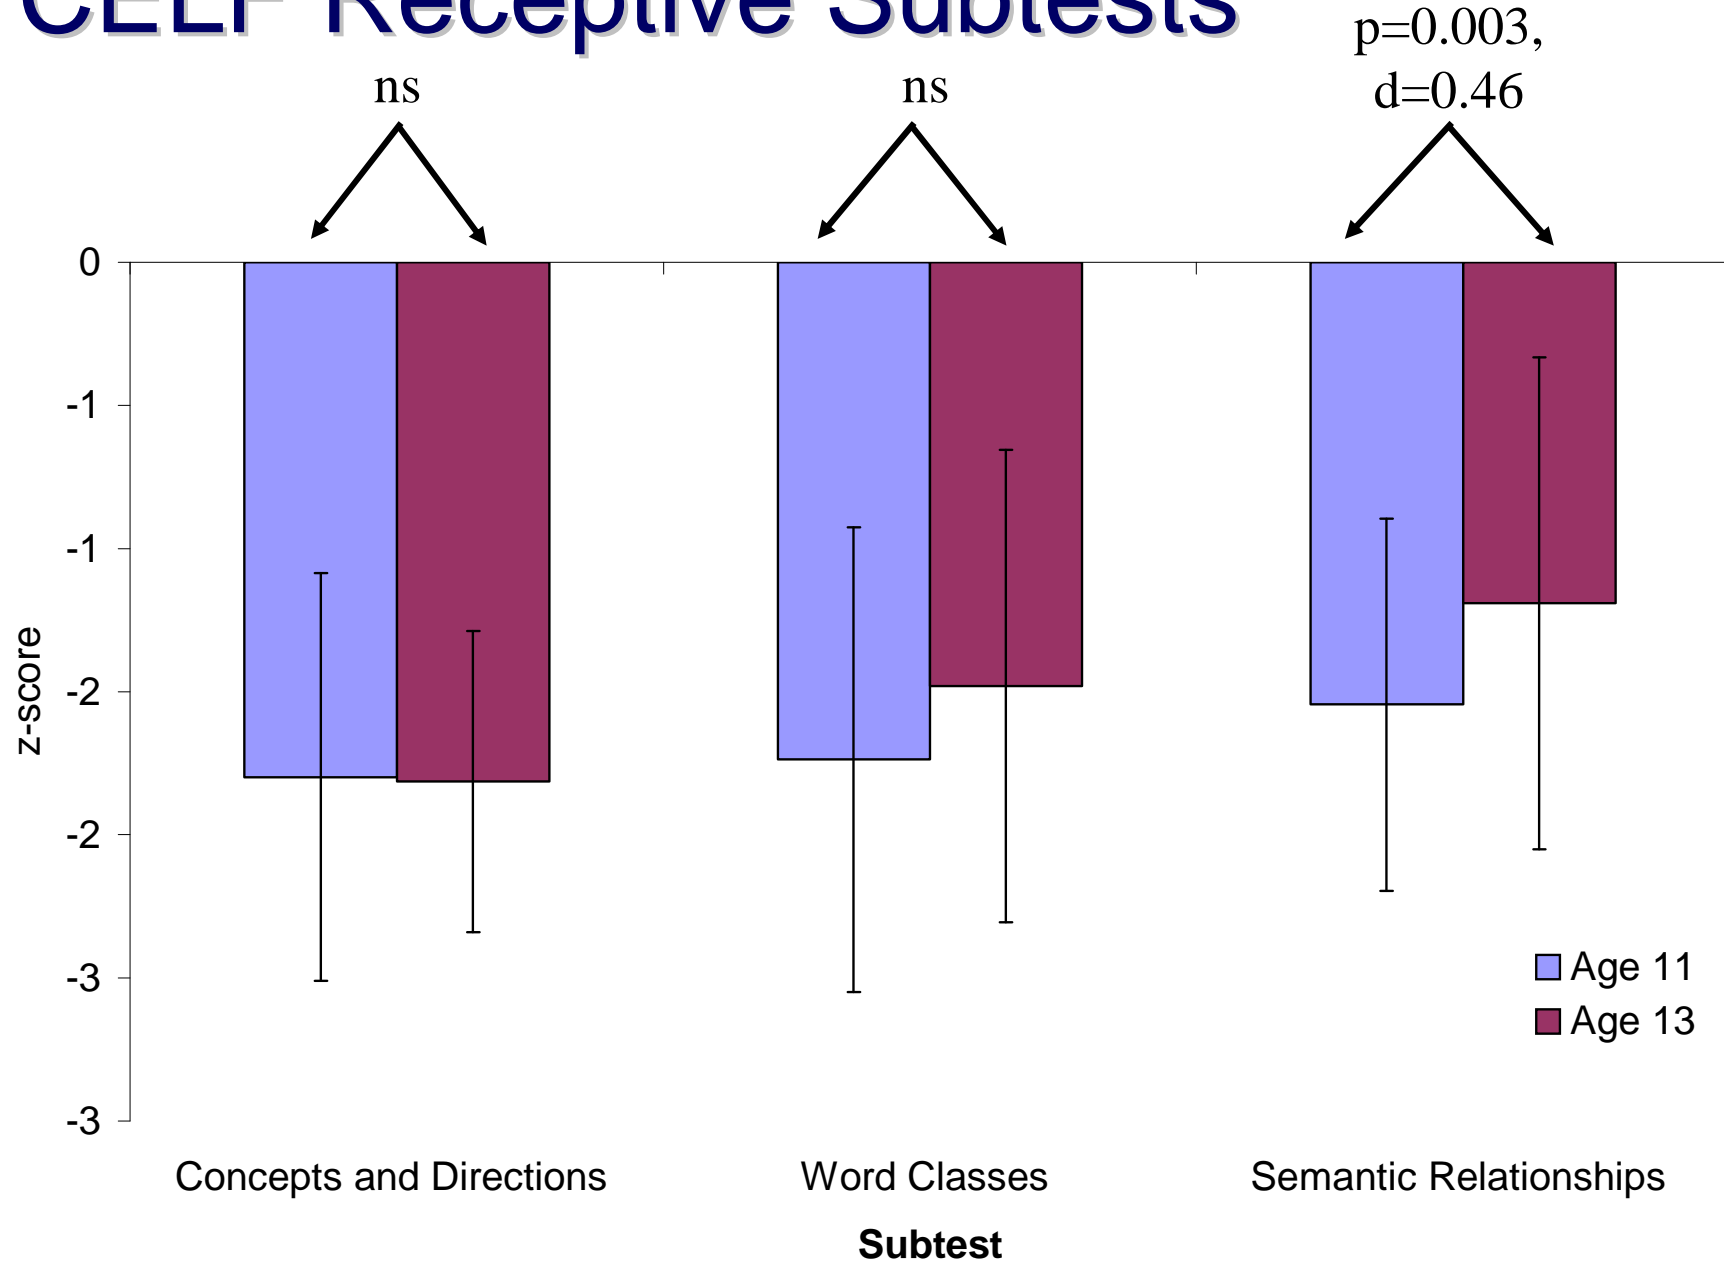 CELF Receptive Subtests
p=0.003,
d=0.46
ns
ns
0
-1
-1
-2
-2
-3
-3
z-score
Age 11
Age 13
Concepts and Directions
Word Classes
Semantic Relationships
Subtest